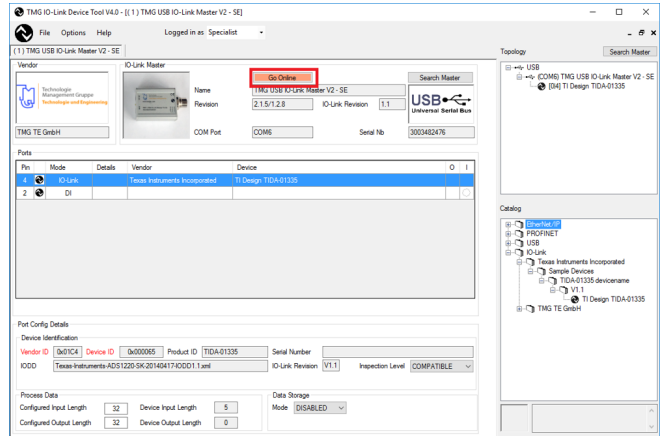 TMG IO-Link Device Tool V4.0 - [( 1 ) TMG USB IO-Link Master V2 - SE]
File Options Help Logged in as Specialist
( 1 ) TMG USB IO-Link Master V2 - SE
Topology Search Master
Vendor IO-Link Master
Go Online Search Master
Technologie
Management Gruppe
Technologie und Engineering
Name TMG USB IO-Link Master V2 - SE
Revision 2.1.5/1.2.8 IO-Link Revision 1.1
USB
Universal Serial Bus
TMG TE GmbH
COM Port COM6 Serial Nb 3003482476
USB
(COM6) TMG USB IO-Link Master V2 - SE
[04] TI Design TIDA-01335
Ports
Pin Mode Details Vendor Device O I
4 IO-Link Texas Instruments Incorporated TI Design TIDA-01335
2 DI
Catalog
EtherNet/IP
PROFINET
USB
IO-Link
Texas Instruments Incorporated
Sample Devices
TIDA-01335 devicename
V1.1
TI Design TIDA-01335
TMG TE GmbH
Port Config Details
Device Identification
Vendor ID 0x01C4 Device ID 0x000065 Product ID TIDA-01335 Serial Number
IODD Texas-Instruments-ADS1220-SK-20140417-IODD1.1.xml IO-Link Revision V1.1 Inspection Level COMPATIBLE
Process Data Data Storage
Configured Input Length 32 Device Input Length 5 Mode DISABLED
Configured Output Length 32 Device Output Length 0